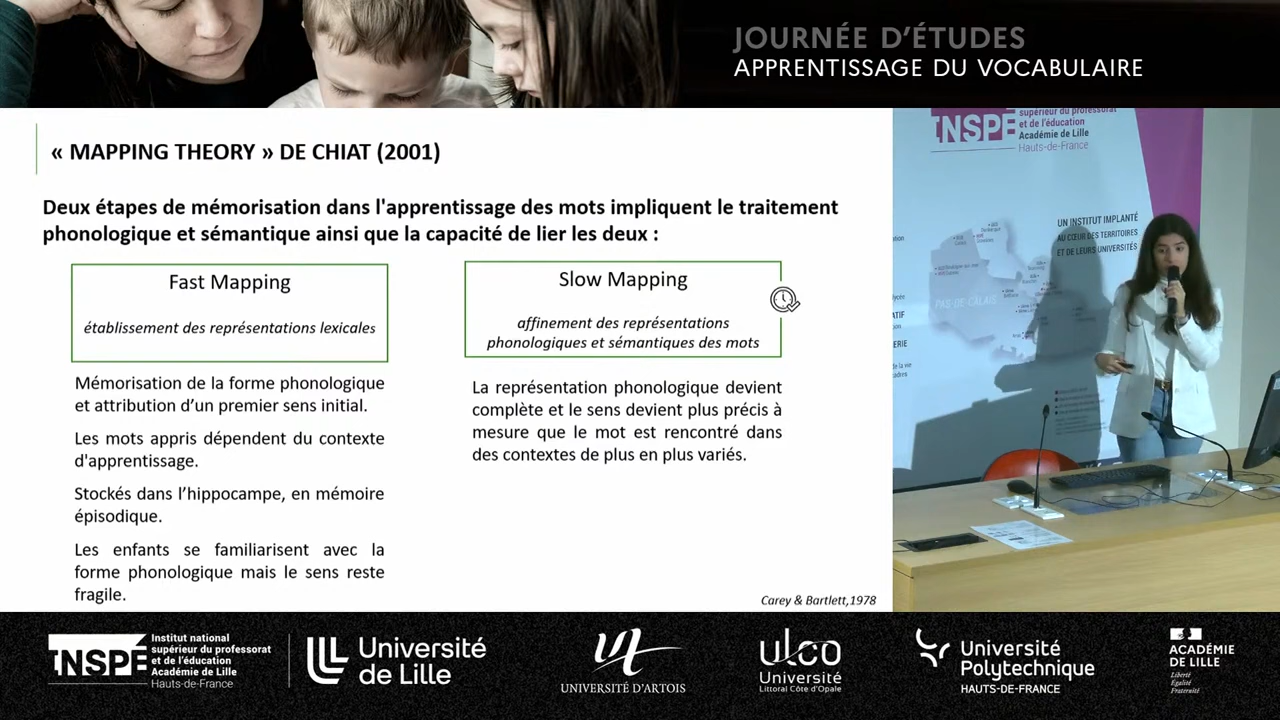 JOURNÉE D'ÉTUDES
APPRENTISSAGE DU VOCABULAIRE
« MAPPING THEORY » DE CHIAT (2001)
Deux étapes de mémorisation dans l'apprentissage des mots impliquent le traitement
phonologique et sémantique ainsi que la capacité de lier les deux :
Fast Mapping
établissement des représentations lexicales
Mémorisation de la forme phonologique
et attribution d'un premier sens initial.
Les mots appris dépendent du contexte
d'apprentissage.
Stockés dans l'hippocampe, en mémoire
épisodique.
Les enfants se familiarisent avec la
forme phonologique mais le sens reste
fragile.
Slow Mapping
affinement des représentations
phonologiques et sémantiques des mots
La représentation phonologique devient
complète et le sens devient plus précis à
mesure que le mot est rencontré dans
des contextes de plus en plus variés.
Carey & Bartlett,1978
INSPÉ
supérieur du professorat
et de l'éducation
Académie de Lille
Hauts-de-France
UN INSTITUT IMPLANTÉ
AU CŒUR DES TERRITOIRES
ET DE LEURS UNIVERSITÉS
PAS-DE-CALAIS
INSPÉ
Institut national
supérieur du professorat
et de l'éducation
Académie de Lille
Hauts-de-France
Université
de Lille
UNIVERSITÉ D'ARTOIS
ulco
Université
Littoral Côte d'Opale
Université
Polytechnique
HAUTS-DE-FRANCE
ACADÉMIE
DE LILLE
Liberté
Égalité
Fraternité